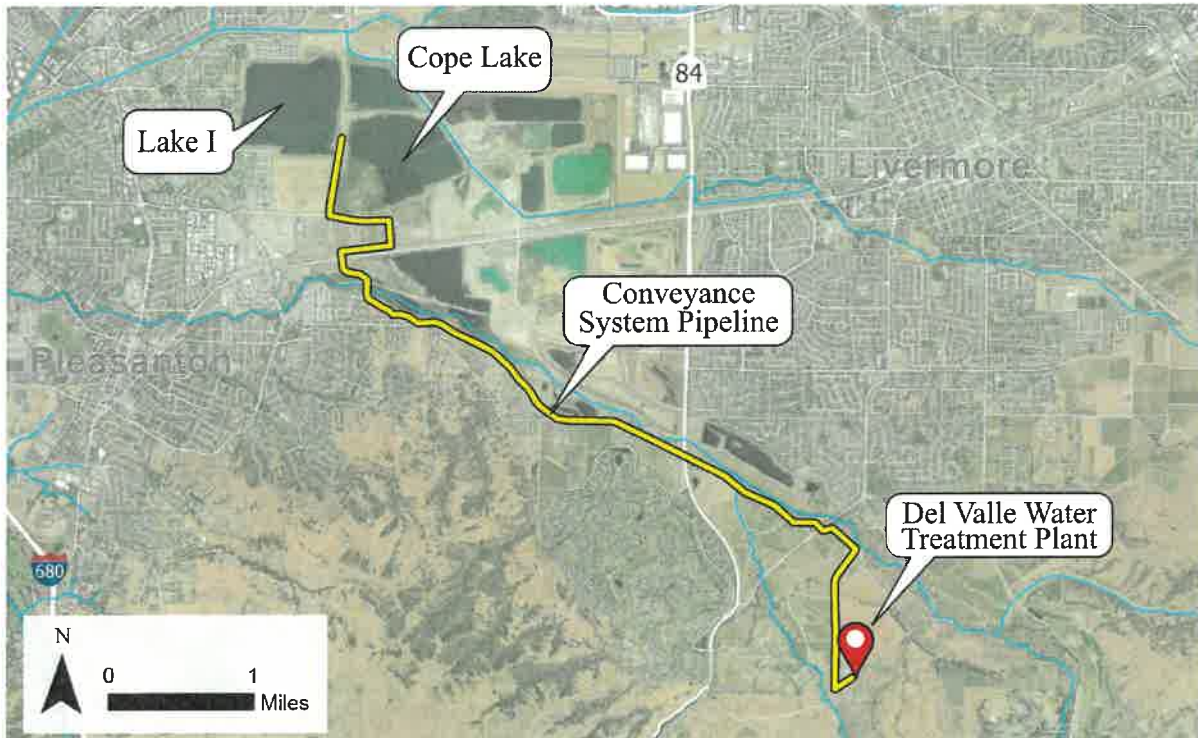 Cope Lake
84
Lake I
Livermore
Conveyance
System Pipeline
Pleasanton
Del Valle Water
Treatment Plant
680
N
0 1
Miles